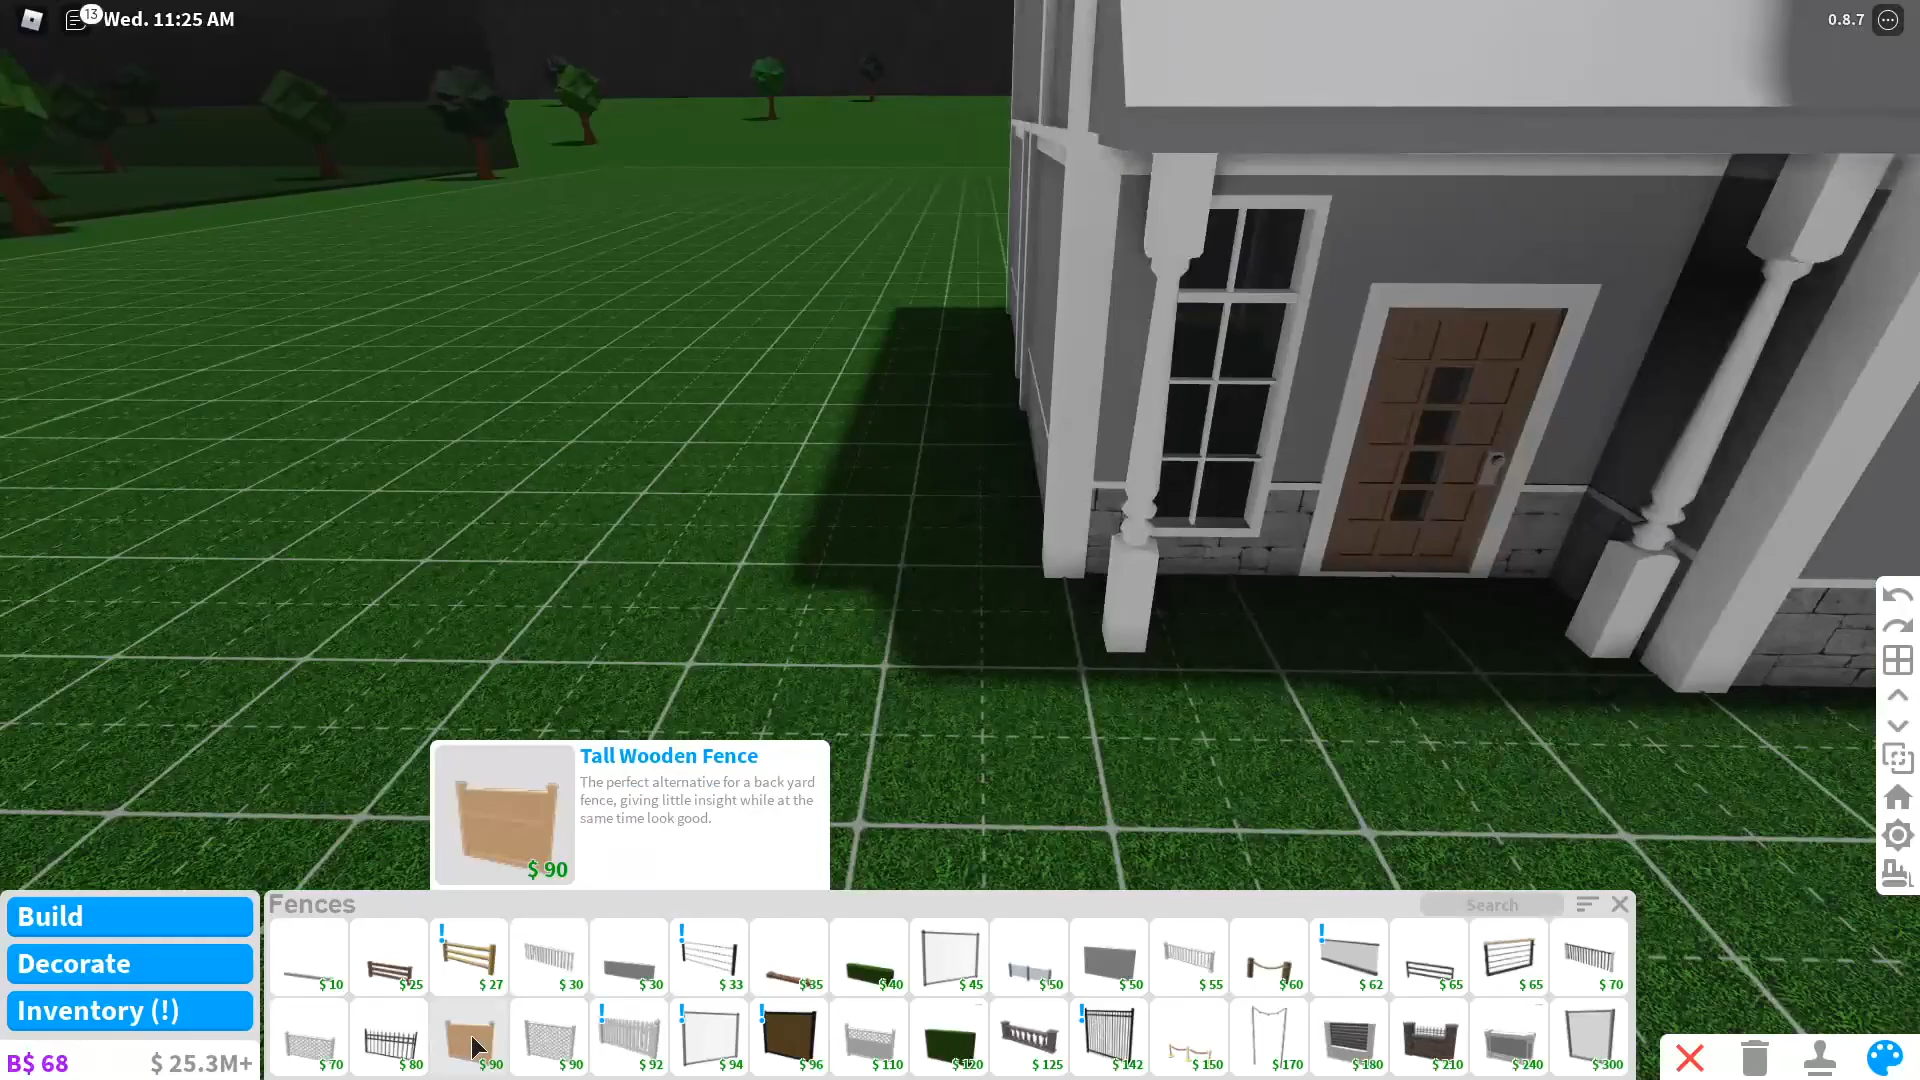 13
Wed. 11:25 AM
0.8.7
Tall Wooden Fence
The perfect alternative for a back yard
fence, giving little insight while at the
same time look good.
$ 90
Build
Decorate
Inventory (!)
B$ 68
$ 25.3M+
Fences
Search
$ 10
$ 25
! $ 27
$ 30
$ 30
! $ 33
$ 35
$ 40
$ 45
$ 50
$ 50
$ 55
$ 60
! $ 62
$ 65
$ 65
$ 70
$ 70
$ 80
$ 90
$ 90
! $ 92
! $ 94
! $ 96
$ 110
$ 120
$ 125
! $ 142
$ 150
$ 170
$ 180
$ 210
$ 240
$ 300